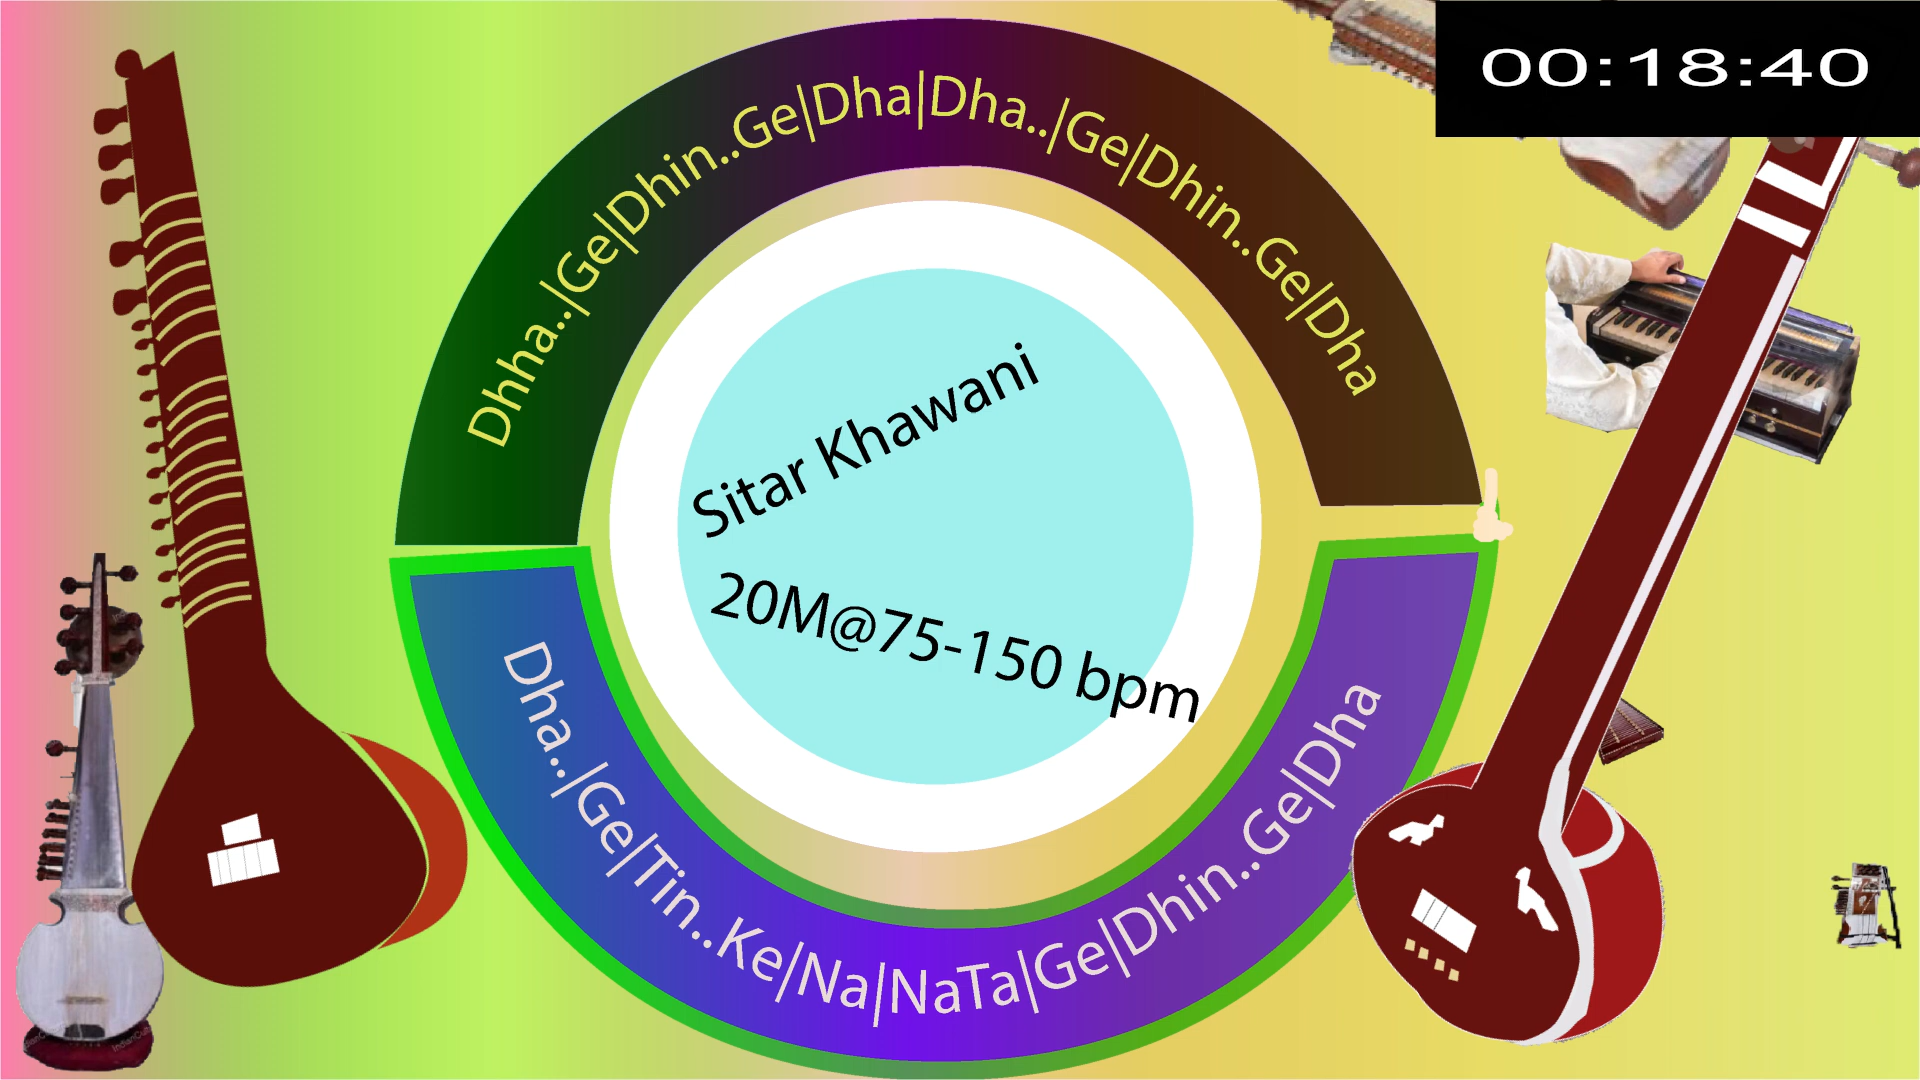 00:18:40
Dhha..|Ge|Dhin..Ge|Dha|Dha..|Ge|Dhin..Ge|Dha
Sitar Khawani
20M@75-150 bpm
Dha..|Ge|Tin..Ke|Na|NaTa|Ge|Dhin..Ge|Dha